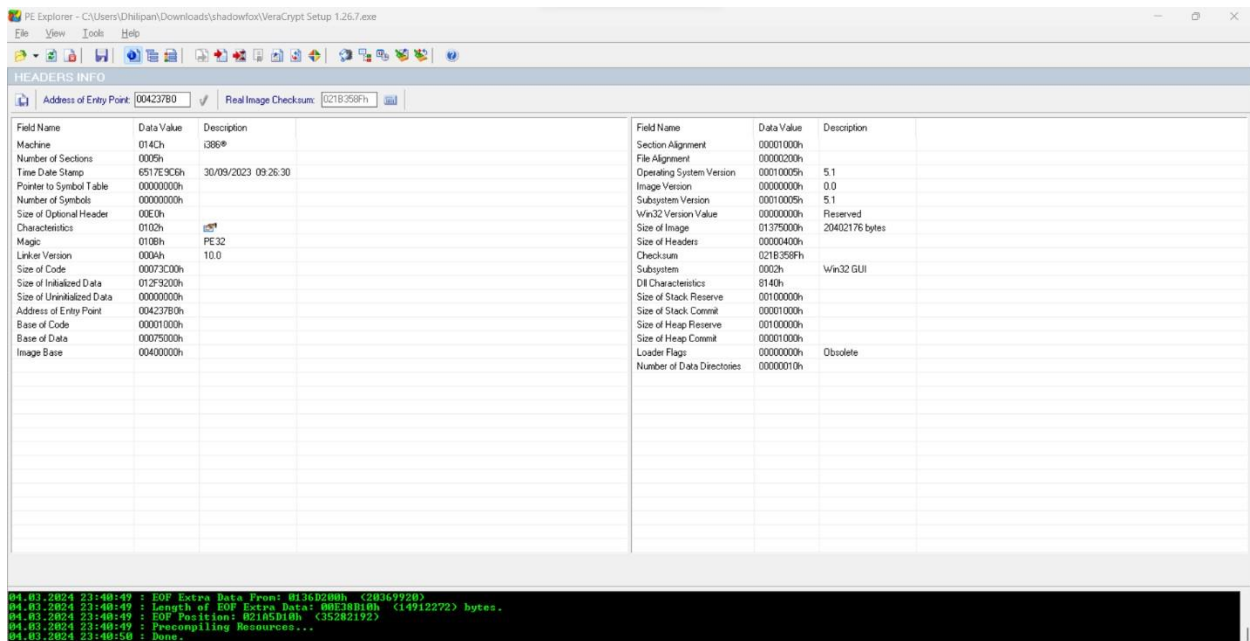 PE Explorer - C:\Users\Dhilipan\Downloads\shadowfox\VeraCrypt Setup 1.26.7.exe
File View Tools Help
HEADERS INFO
Address of Entry Point: 004237B0 Real Image Checksum: 021B358Fh
Field Name Data Value Description
Machine 014Ch i386®
Number of Sections 0005h
Time Date Stamp 6517E9C6h 30/09/2023 09:26:30
Pointer to Symbol Table 00000000h
Number of Symbols 00000000h
Size of Optional Header 00E0h
Characteristics 0102h
Magic 010Bh PE32
Linker Version 000Ah 10.0
Size of Code 00073C00h
Size of Initialized Data 012F9200h
Size of Uninitialized Data 00000000h
Address of Entry Point 004237B0h
Base of Code 00001000h
Base of Data 00075000h
Image Base 00400000h
Field Name Data Value Description
Section Alignment 00001000h
File Alignment 00000200h
Operating System Version 00010005h 5.1
Image Version 00000000h 0.0
Subsystem Version 00010005h 5.1
Win32 Version Value 00000000h Reserved
Size of Image 01375000h 20402176 bytes
Size of Headers 00000400h
Checksum 021B358Fh
Subsystem 0002h Win32 GUI
Dll Characteristics 8140h
Size of Stack Reserve 00100000h
Size of Stack Commit 00001000h
Size of Heap Reserve 00100000h
Size of Heap Commit 00001000h
Loader Flags 00000000h Obsolete
Number of Data Directories 00000010h
04.03.2024 23:40:49 : EOF Extra Data From: 0136D200h (20369920)
04.03.2024 23:40:49 : Length of EOF Extra Data: 00E38B10h (14912272) bytes.
04.03.2024 23:40:49 : EOF Position: 021A5D10h (35282192)
04.03.2024 23:40:49 : Precompiling Resources...
04.03.2024 23:40:50 : Done.